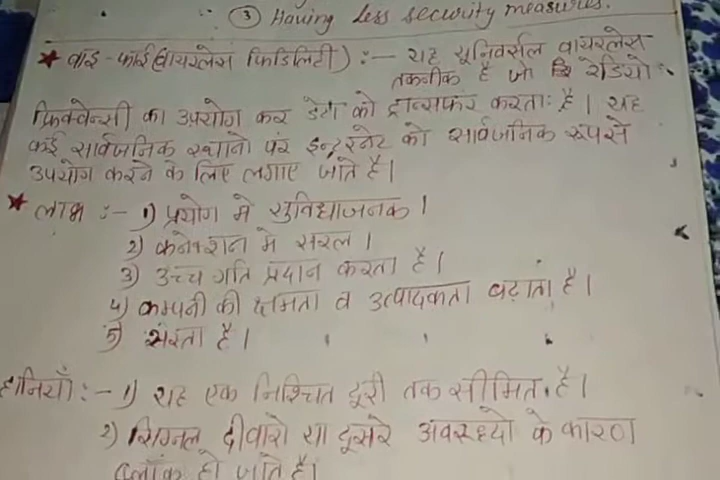 ③ Having less security measures.
* वाई-फाई (वायरलेस फिडिलिटी) :- यह यूनिवर्सल वायरलेस
तकनीक है जो रेडियो
फ्रिक्वेन्सी का उपयोग कर डेटा को ट्रान्सफर करता है। यह
कई सार्वजनिक स्थानो पर इन्टरनेट को सार्वजनिक रूपसे
उपयोग करने के लिए लगाए जाते है।
* लाभ :- 1) प्रयोग मे सुविधाजनक।
2) कनेक्शन मे सरल।
3) उच्च गति प्रदान करता है।
4) कम्पनी की क्षमिता व उत्पादकता बढ़ाता है।
5) सस्ता है।
हानियाँ :- 1) यह एक निश्चित दूरी तक सीमित है।
2) सिग्नल दीवारो या दूसरे अवरूध्दो के कारण
ब्लॉक हो जाते है।